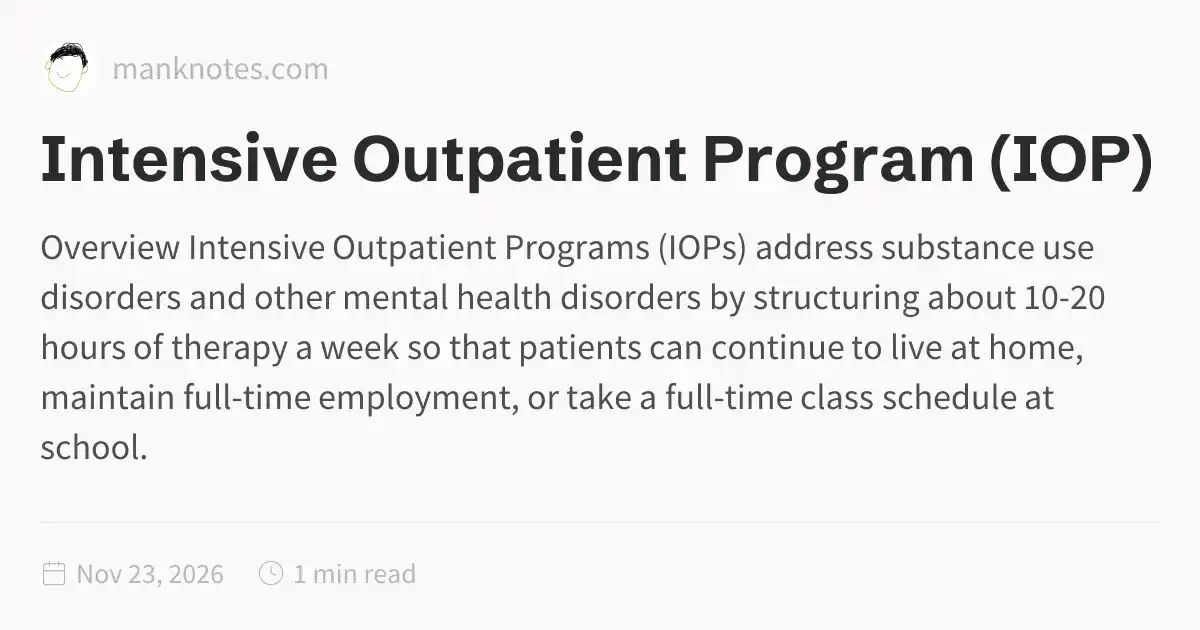 manknotes.com
Intensive Outpatient Program (IOP)
Overview Intensive Outpatient Programs (IOPs) address substance use
disorders and other mental health disorders by structuring about 10-20
hours of therapy a week so that patients can continue to live at home,
maintain full-time employment, or take a full-time class schedule at
school.
Nov 23, 2026
1 min read